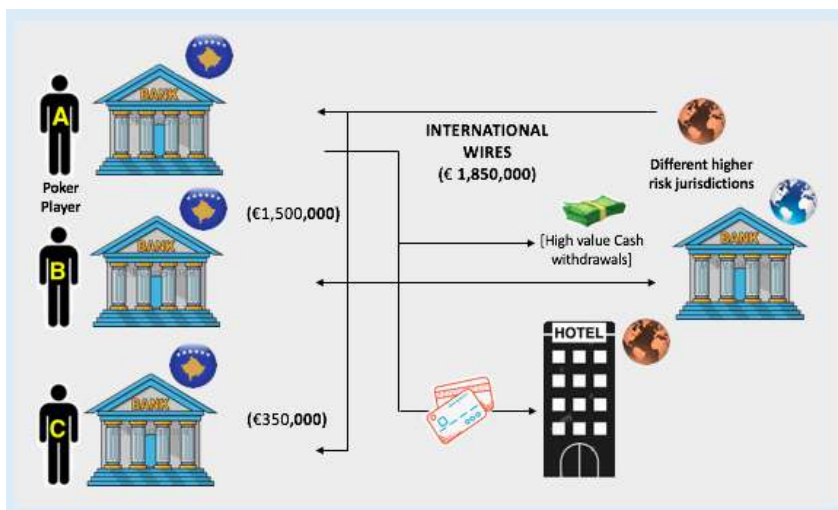 BANK
A
Poker
Player
INTERNATIONAL
WIRES
(€ 1,850,000)
Different higher
risk jurisdictions
(€1,500,000)
[High value Cash
withdrawals]
BANK
B
BANK
HOTEL
BANK
C
(€350,000)